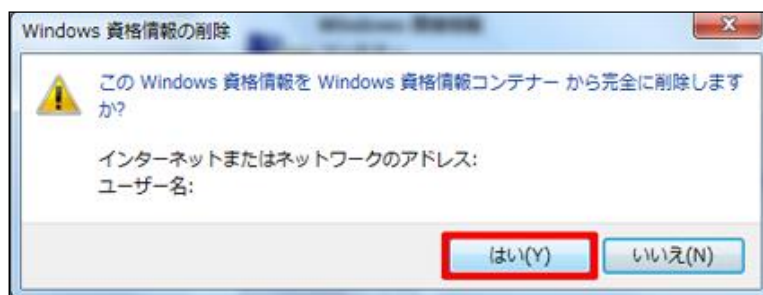 Windows 資格情報の削除
この Windows 資格情報を Windows 資格情報コンテナー から完全に削除します
か?
インターネットまたはネットワークのアドレス:
ユーザー名:
はい(Y)
いいえ(N)